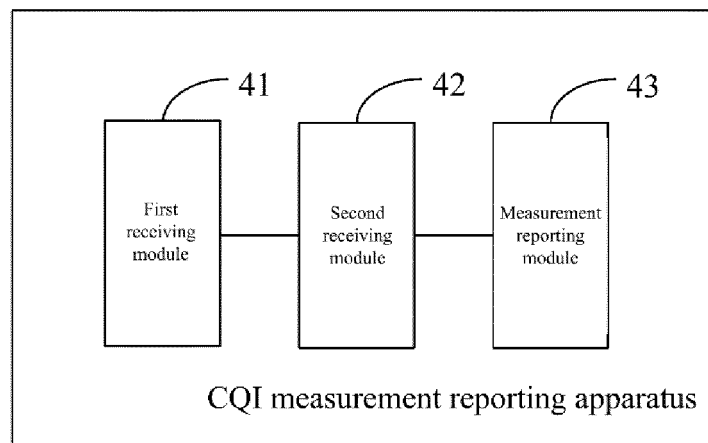 41
42
43
First
receiving
module
Second
receiving
module
Measurement
reporting
module
CQI measurement reporting apparatus